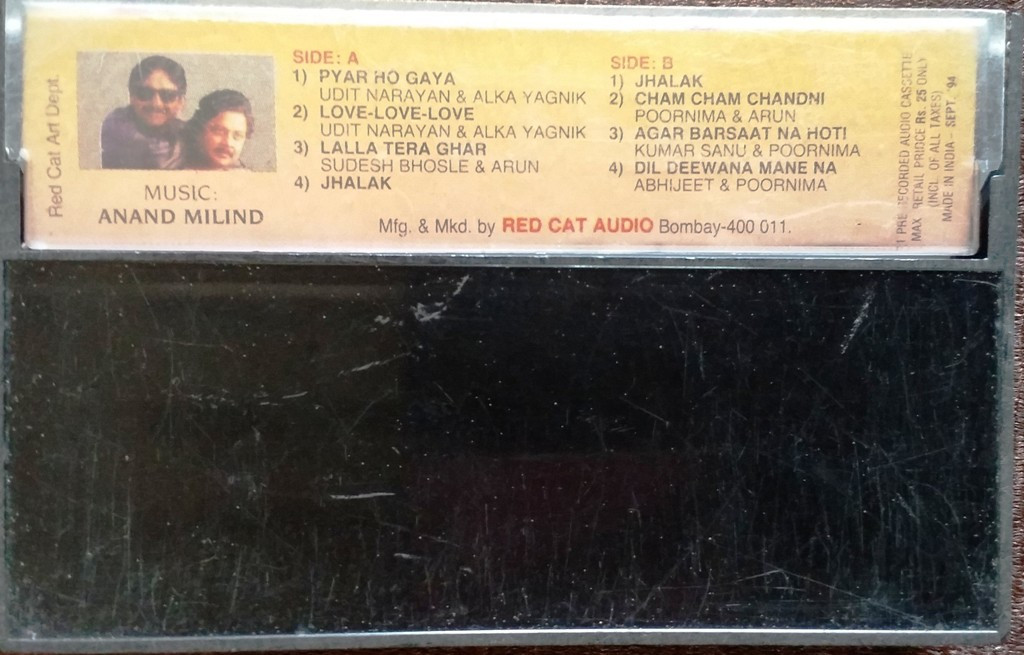 Red Cat Art Dept.
MUSIC:
ANAND MILIND
SIDE: A
1) PYAR HO GAYA
UDIT NARAYAN & ALKA YAGNIK
2) LOVE-LOVE-LOVE
UDIT NARAYAN & ALKA YAGNIK
3) LALLA TERA GHAR
SUDESH BHOSLE & ARUN
4) JHALAK
SIDE: B
1) JHALAK
2) CHAM CHAM CHANDNI
POORNIMA & ARUN
3) AGAR BARSAAT NA HOTI
KUMAR SANU & POORNIMA
4) DIL DEEWANA MANE NA
ABHIJEET & POORNIMA
Mfg. & Mkd. by RED CAT AUDIO Bombay-400 011.
1 PRE RECORDED AUDIO CASSETTE
MAX RETAIL PRIDCE Rs. 25 ONLY
(INCL. OF ALL TAXES)
MADE IN INDIA - SEPT. '94